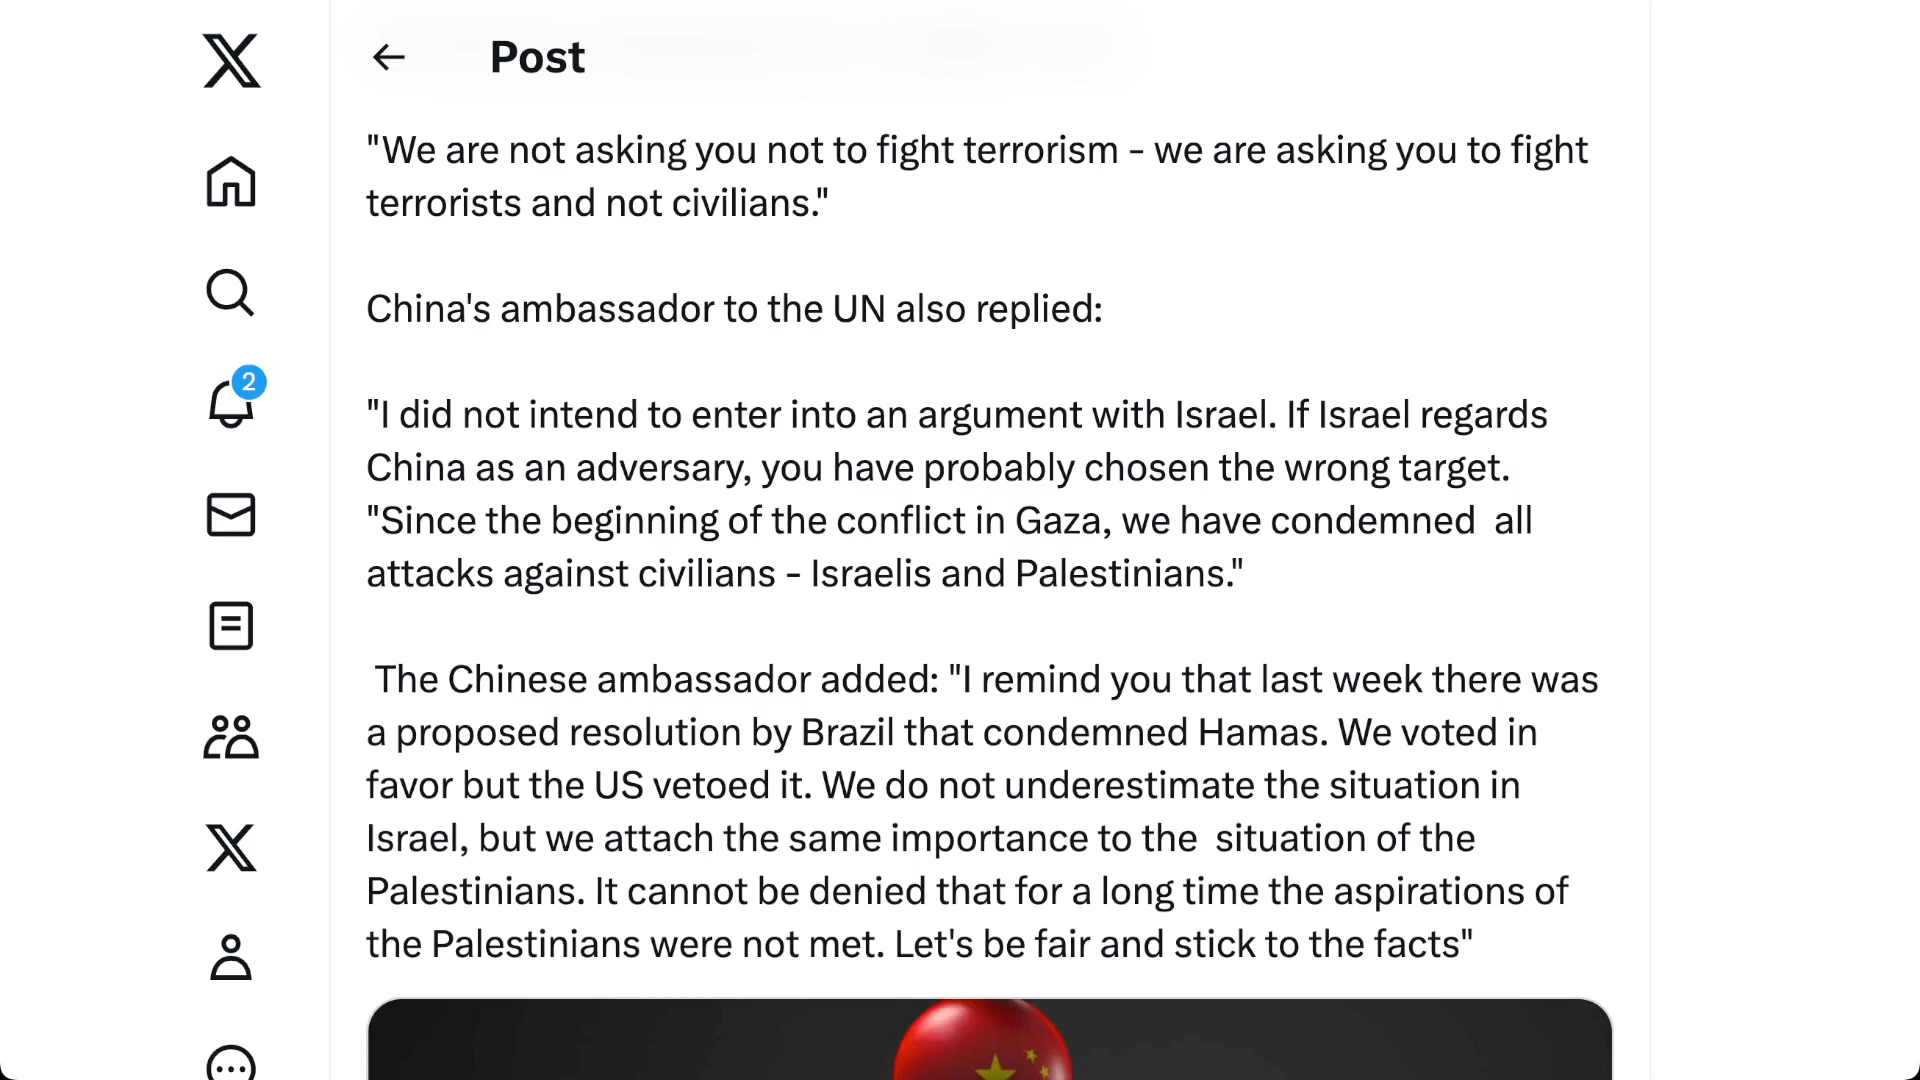 Post
"We are not asking you not to fight terrorism - we are asking you to fight
terrorists and not civilians."
China's ambassador to the UN also replied:
2
"I did not intend to enter into an argument with Israel. If Israel regards
China as an adversary, you have probably chosen the wrong target.
"Since the beginning of the conflict in Gaza, we have condemned  all
attacks against civilians - Israelis and Palestinians."
The Chinese ambassador added: "I remind you that last week there was
a proposed resolution by Brazil that condemned Hamas. We voted in
favor but the US vetoed it. We do not underestimate the situation in
Israel, but we attach the same importance to the  situation of the
Palestinians. It cannot be denied that for a long time the aspirations of
the Palestinians were not met. Let's be fair and stick to the facts"